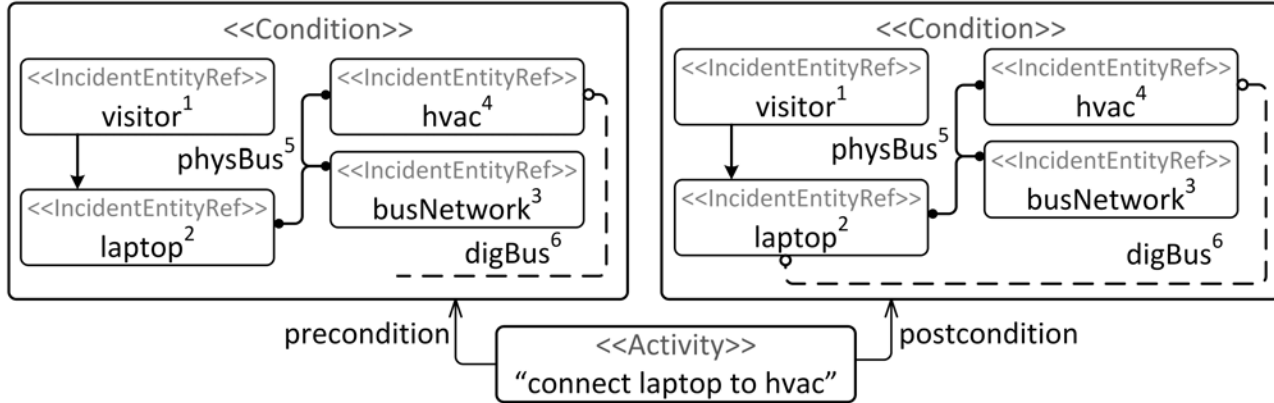 <<Condition>>
<<IncidentEntityRef>>
visitor1
<<IncidentEntityRef>>
hvac4
physBus5
<<IncidentEntityRef>>
busNetwork3
<<IncidentEntityRef>>
laptop2
digBus6
<<Condition>>
<<IncidentEntityRef>>
visitor1
<<IncidentEntityRef>>
hvac4
physBus5
<<IncidentEntityRef>>
busNetwork3
<<IncidentEntityRef>>
laptop2
digBus6
precondition
<<Activity>>
“connect laptop to hvac”
postcondition